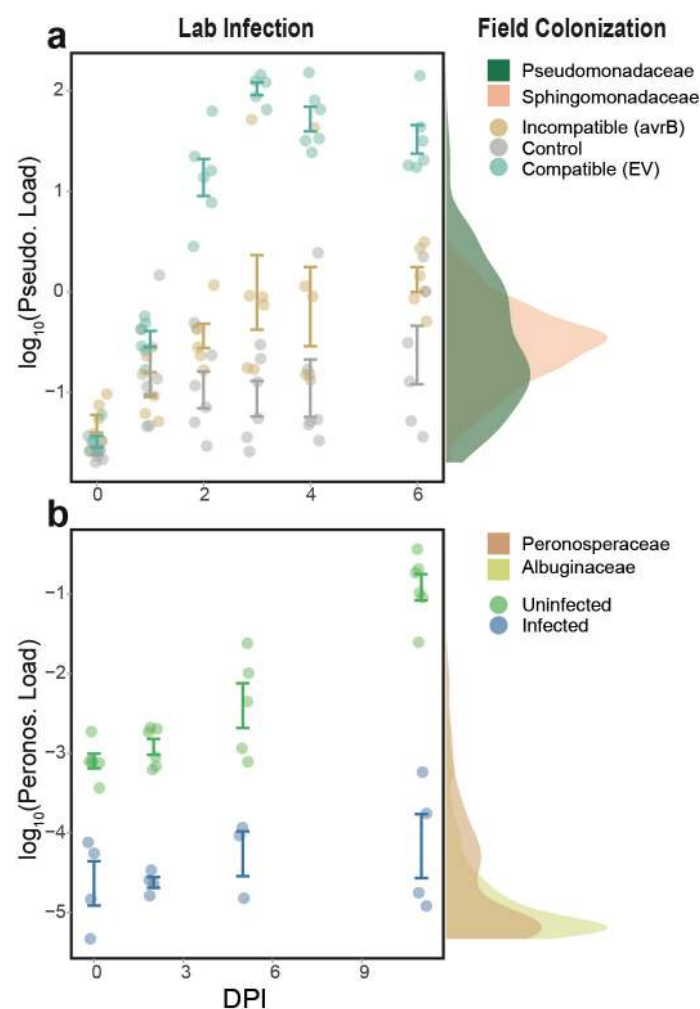 Lab Infection
Field Colonization
a
log10(Pseudo. Load)
2
1
0
−1
0
2
4
6
Pseudomonadaceae
Sphingomonadaceae
Incompatible (avrB)
Control
Compatible (EV)
b
log10(Peronos. Load)
−1
−2
−3
−4
−5
0
3
6
9
DPI
Peronosperaceae
Albuginaceae
Uninfected
Infected